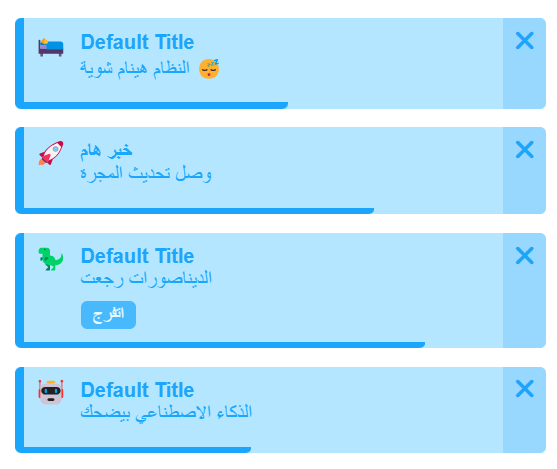 Default Title
النظام هينام شوية 😴
خبر هام
وصل تحديث المجرة
Default Title
الديناصورات رجعت
اتفرج
Default Title
الذكاء الاصطناعي بيضحك